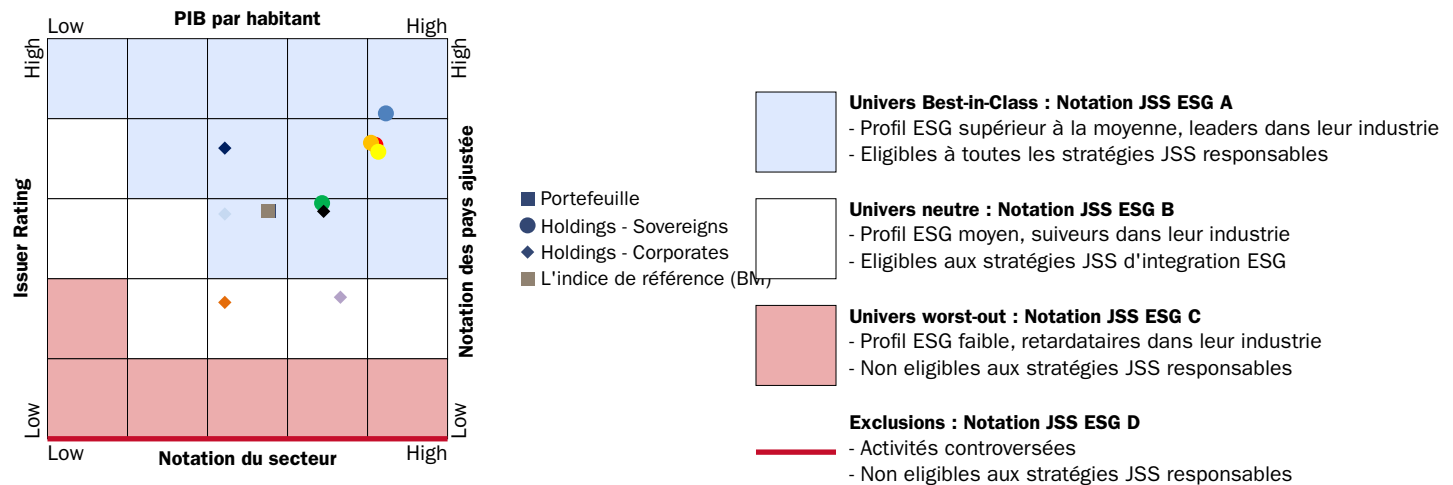 PIB par habitant
Low
High
High
High
Issuer Rating
Notation des pays ajustée
Low
Low
Low
High
Notation du secteur
Portefeuille
Holdings - Sovereigns
Holdings - Corporates
L'indice de référence (BM)
Univers Best-in-Class : Notation JSS ESG A
- Profil ESG supérieur à la moyenne, leaders dans leur industrie
- Eligibles à toutes les stratégies JSS responsables
Univers neutre : Notation JSS ESG B
- Profil ESG moyen, suiveurs dans leur industrie
- Eligibles aux stratégies JSS d'integration ESG
Univers worst-out : Notation JSS ESG C
- Profil ESG faible, retardataires dans leur industrie
- Non eligibles aux stratégies JSS responsables
Exclusions : Notation JSS ESG D
- Activités controversées
- Non eligibles aux stratégies JSS responsables